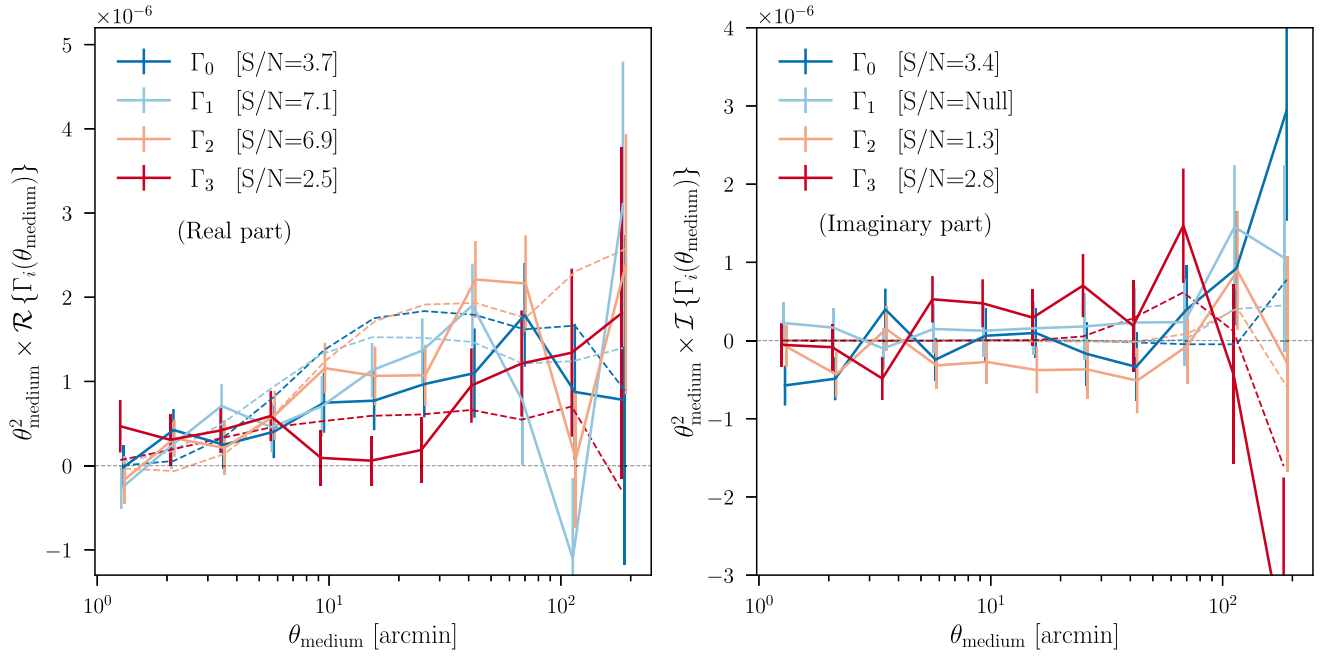 ×10⁻⁶
θ²medium × ℛ{Γᵢ(θmedium)}
5
4
3
2
1
0
−1
Γ₀ [S/N=3.7]
Γ₁ [S/N=7.1]
Γ₂ [S/N=6.9]
Γ₃ [S/N=2.5]
(Real part)
10⁰ 10¹ 10²
θmedium [arcmin]
×10⁻⁶
θ²medium × ℐ{Γᵢ(θmedium)}
4
3
2
1
0
−1
−2
−3
Γ₀ [S/N=3.4]
Γ₁ [S/N=Null]
Γ₂ [S/N=1.3]
Γ₃ [S/N=2.8]
(Imaginary part)
10⁰ 10¹ 10²
θmedium [arcmin]